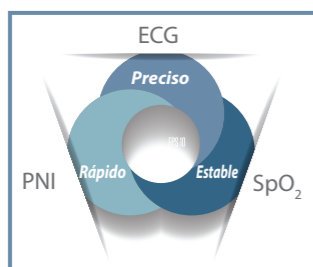 ECG
Preciso
PNI
Rápido
Estable
SpO₂